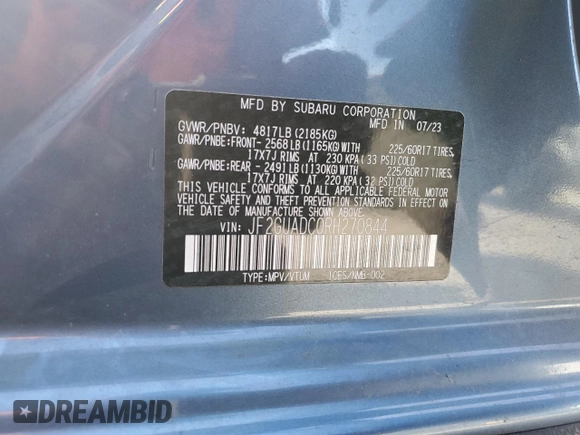 MFD BY SUBARU CORPORATION
GVWR/PNBV: 4817LB (2185KG) MFD IN 07/23
GAWR/PNBE:FRONT- 2568LB (1165KG)WITH 225/60R17 TIRES,
17X7J RIMS AT 230 KPA ( 33 PSI) COLD
GAWR/PNBE:REAR - 2491LB (1130KG)WITH 225/60R17 TIRES,
17X7J RIMS AT 220 KPA ( 32 PSI) COLD
THIS VEHICLE CONFORMS TO ALL APPLICABLE FEDERAL MOTOR
VEHICLE SAFETY AND THEFT PREVENTION STANDARDS IN
EFFECT ON THE DATE OF MANUFACTURE SHOWN ABOVE.
VIN: JF2GUADC0RH270844
TYPE:MPV/VTUM ICES/NMB-002
DREAMBID